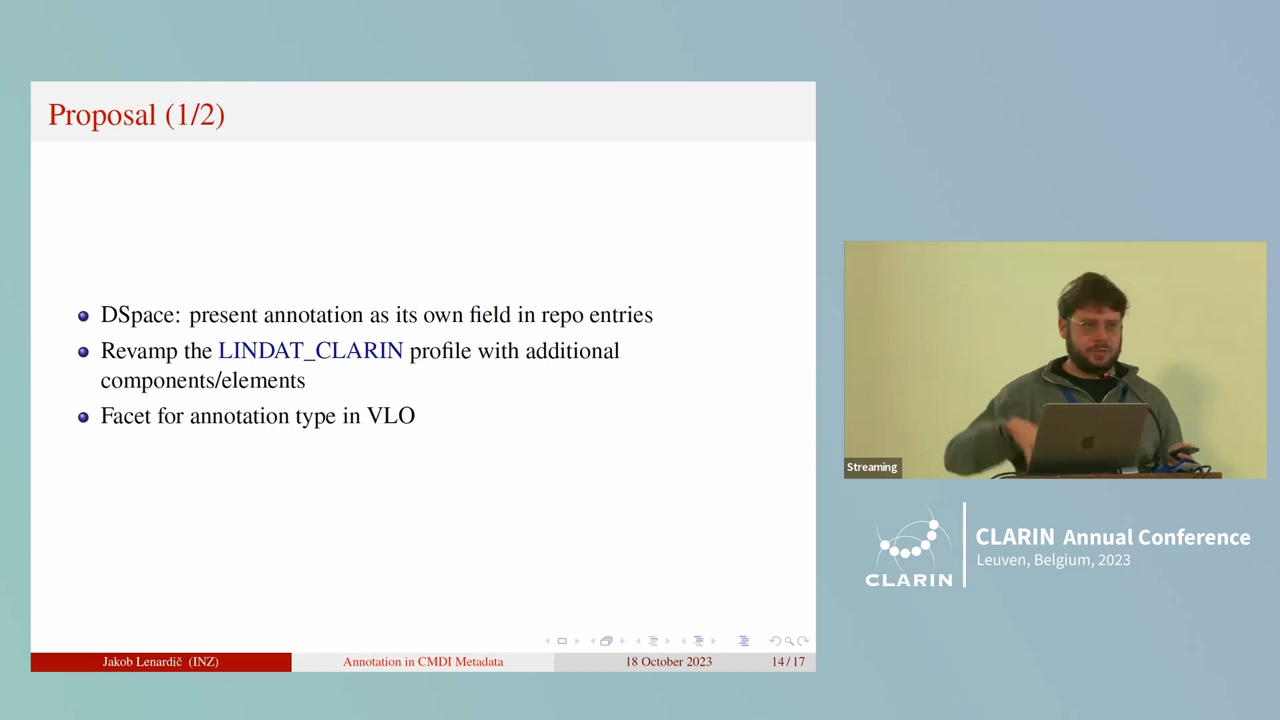 Proposal (1/2)
DSpace: present annotation as its own field in repo entries
Revamp the LINDAT_CLARIN profile with additional
components/elements
Facet for annotation type in VLO
Jakob Lenardič (INZ)
Annotation in CMDI Metadata
18 October 2023
14 / 17
Streaming
CLARIN
CLARIN Annual Conference
Leuven, Belgium, 2023